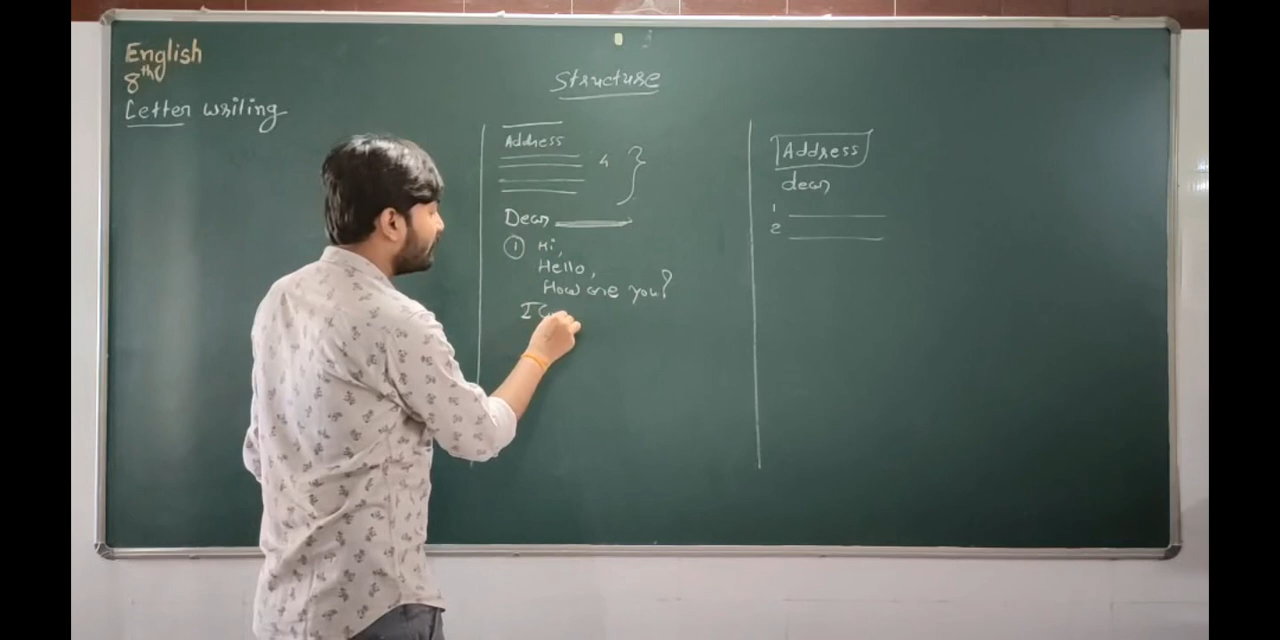 English
8th
Letter writing
Structure
Address
4
Dear
1 Hi,
Hello,
How are you?
I
Address
dear
1
2